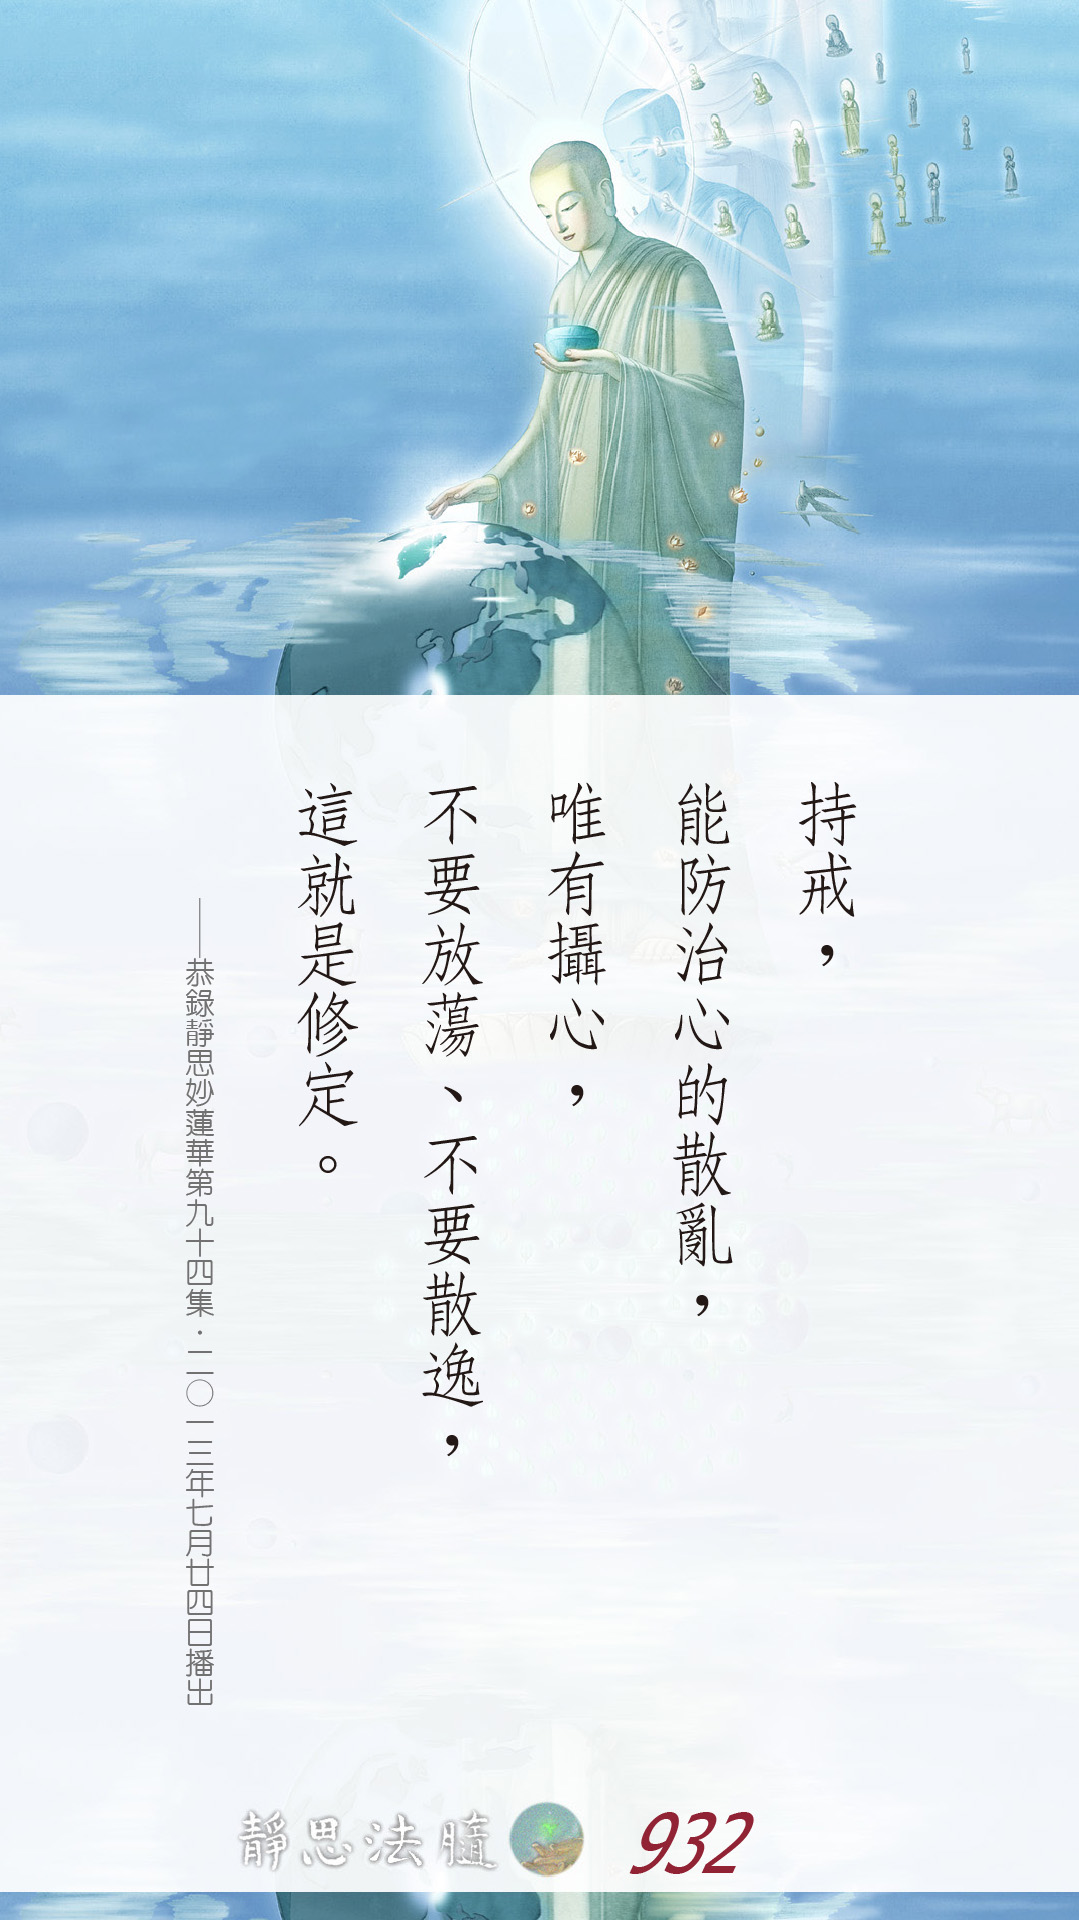 持戒，
能防治心的散亂，
唯有攝心，
不要放蕩、不要散逸，
這就是修定。
——恭錄靜思妙蓮華第九十四集．二〇一三年七月廿四日播出
靜思法髓
932